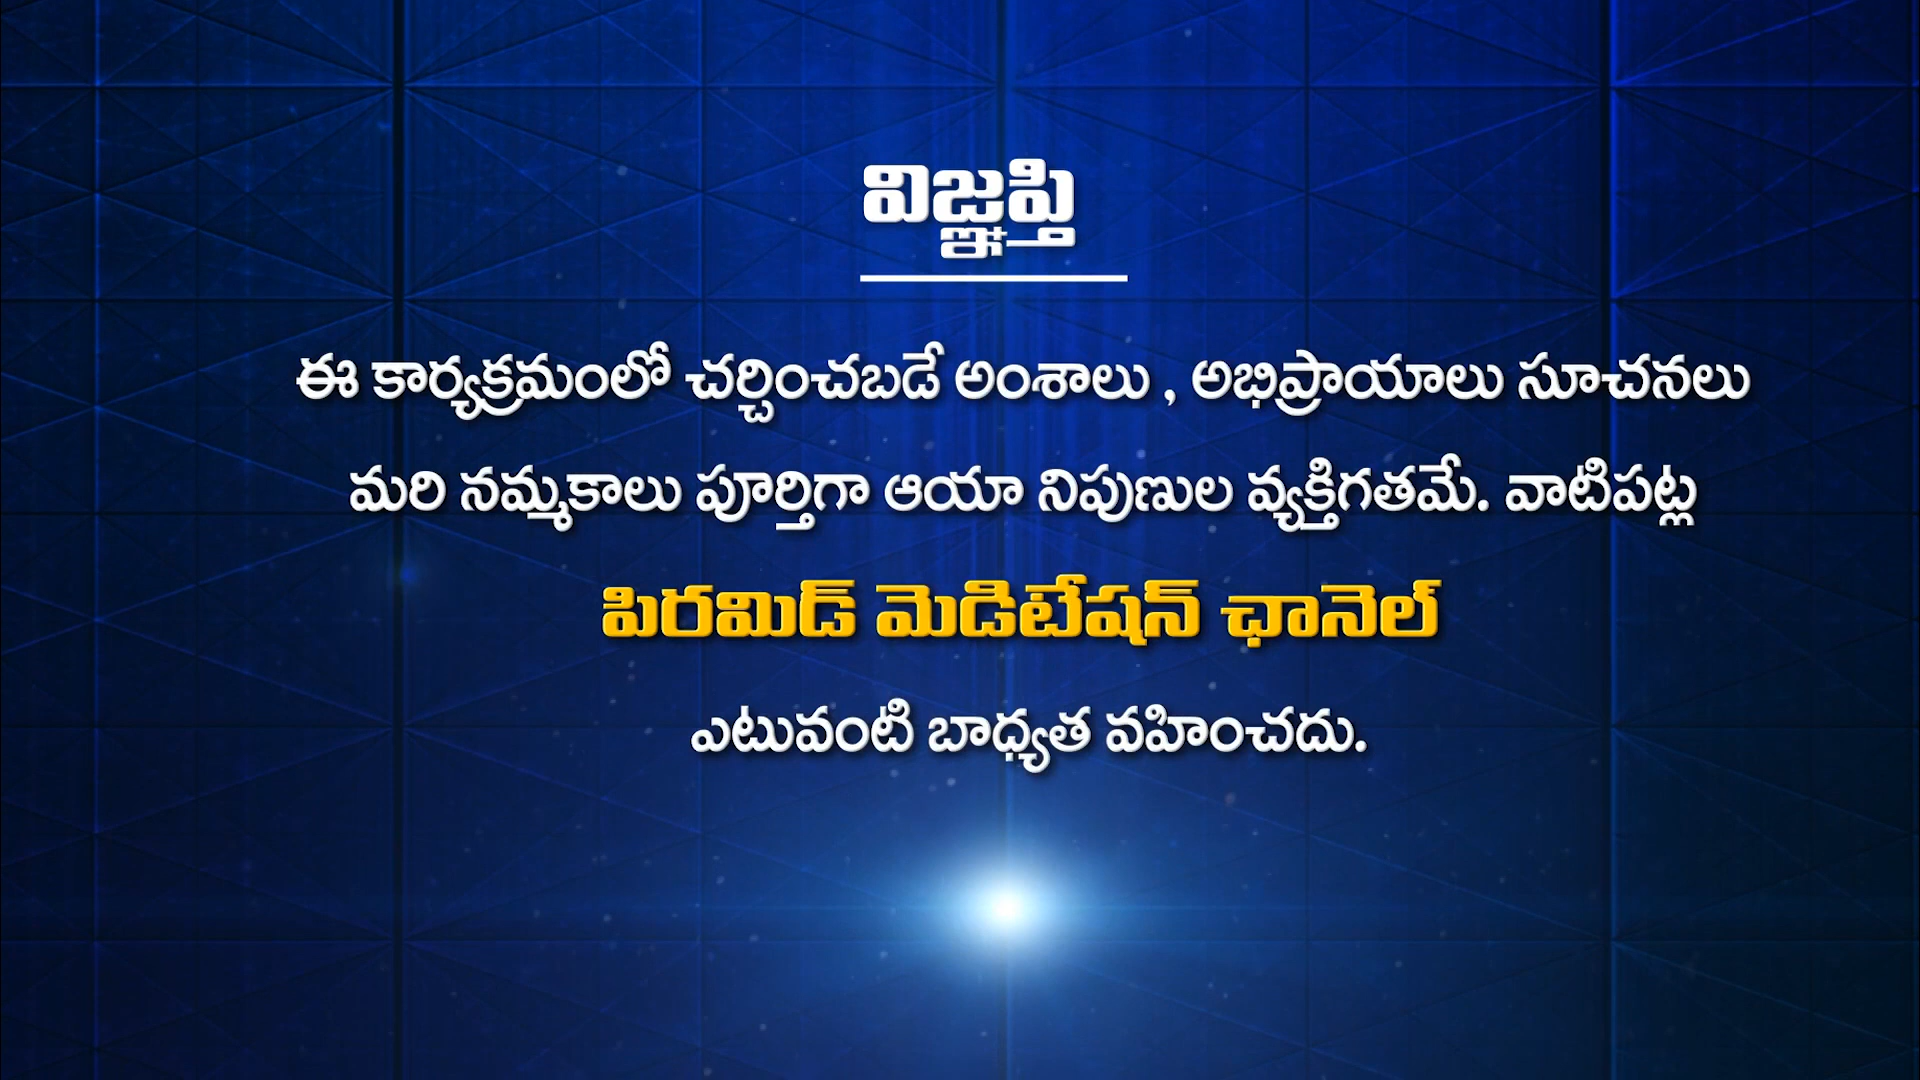 విజ్ఞప్తి
ఈ కార్యక్రమంలో చర్చించబడే అంశాలు , అభిప్రాయాలు సూచనలు
మరి నమ్మకాలు పూర్తిగా ఆయా నిపుణుల వ్యక్తిగతమే. వాటిపట్ల
పిరమిడ్ మెడిటేషన్ ఛానెల్
ఎటువంటి బాధ్యత వహించదు.